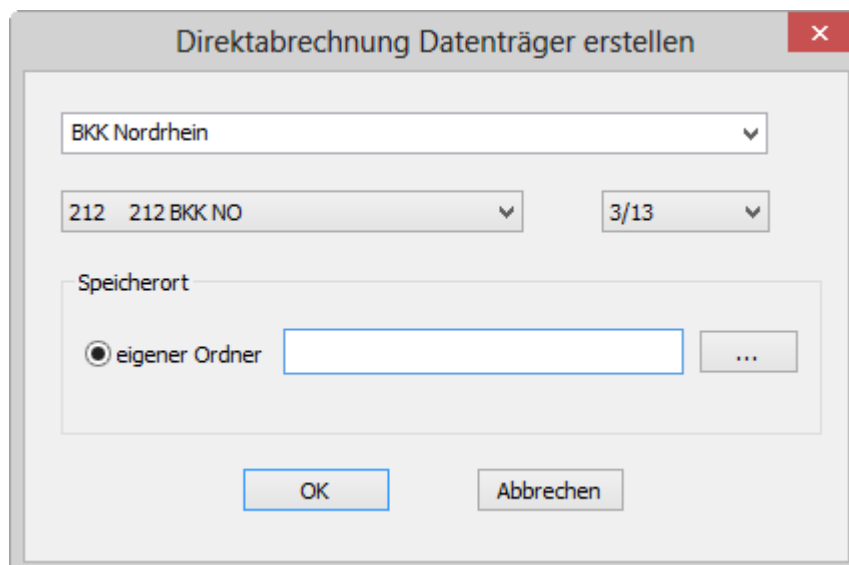 Direktabrechnung Datenträger erstellen
BKK Nordrhein
212 212 BKK NO 3/13
Speicherort
eigener Ordner ...
OK Abbrechen